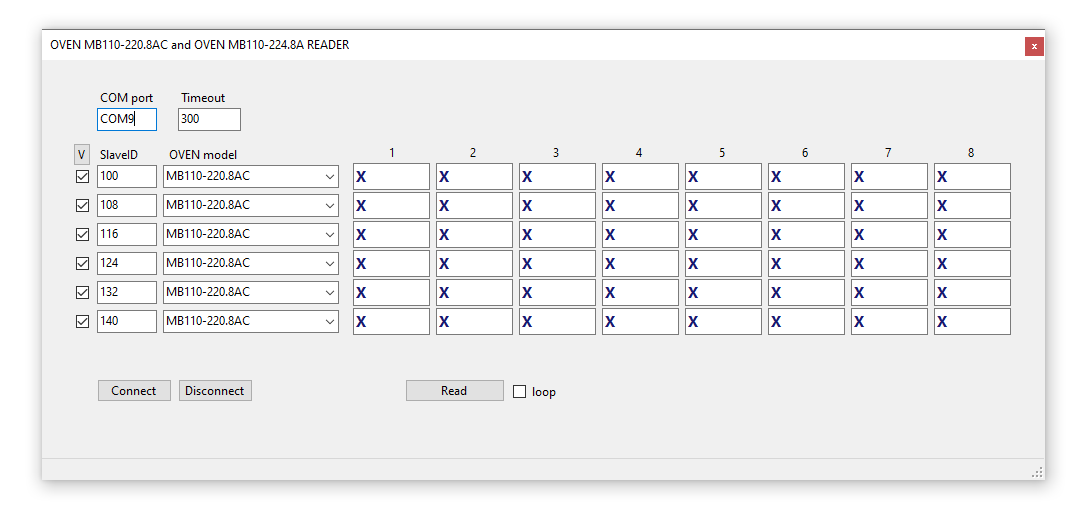 OVEN MB110-220.8AC and OVEN MB110-224.8A READER
x
COM port Timeout
COM9 300
V SlaveID OVEN model 1 2 3 4 5 6 7 8
100 MB110-220.8AC X X X X X X X X
108 MB110-220.8AC X X X X X X X X
116 MB110-220.8AC X X X X X X X X
124 MB110-220.8AC X X X X X X X X
132 MB110-220.8AC X X X X X X X X
140 MB110-220.8AC X X X X X X X X
Connect Disconnect Read loop